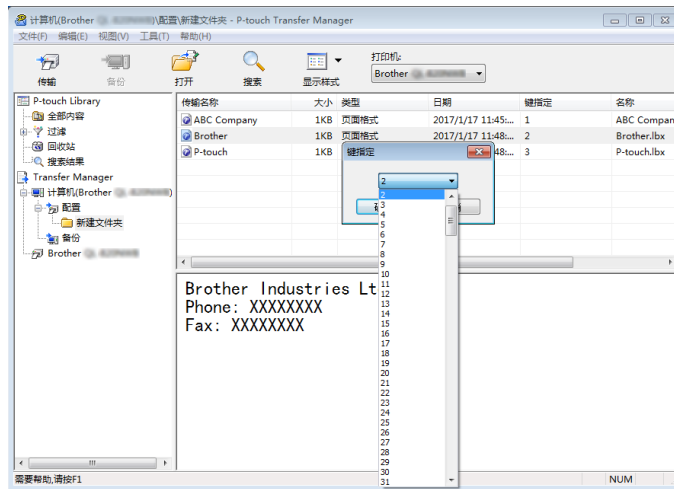 计算机(Brother )\配置\新建文件夹 - P-touch Transfer Manager
文件(F) 编辑(E) 视图(V) 工具(T) 帮助(H)
打印机:
传输 备份 打开 搜索 显示样式 Brother
P-touch Library
全部内容
过滤
回收站
搜索结果
Transfer Manager
计算机(Brother )
配置
新建文件夹
备份
Brother
传输名称 大小 类型 日期 键指定 名称
ABC Company 1KB 页面格式 2017/1/17 11:45:... 1 ABC Compan
Brother 1KB 页面格式 2017/1/17 11:48:... 2 Brother.lbx
P-touch 1KB 48:... 3 P-touch.lbx
键指定
2
2
3
4
5
6
7
8
9
10
11
12
13
14
15
16
17
18
19
20
21
22
23
24
25
26
27
28
29
30
31
Brother Industries Lt
Phone: XXXXXXXX
Fax: XXXXXXXX
需要帮助,请按F1 NUM